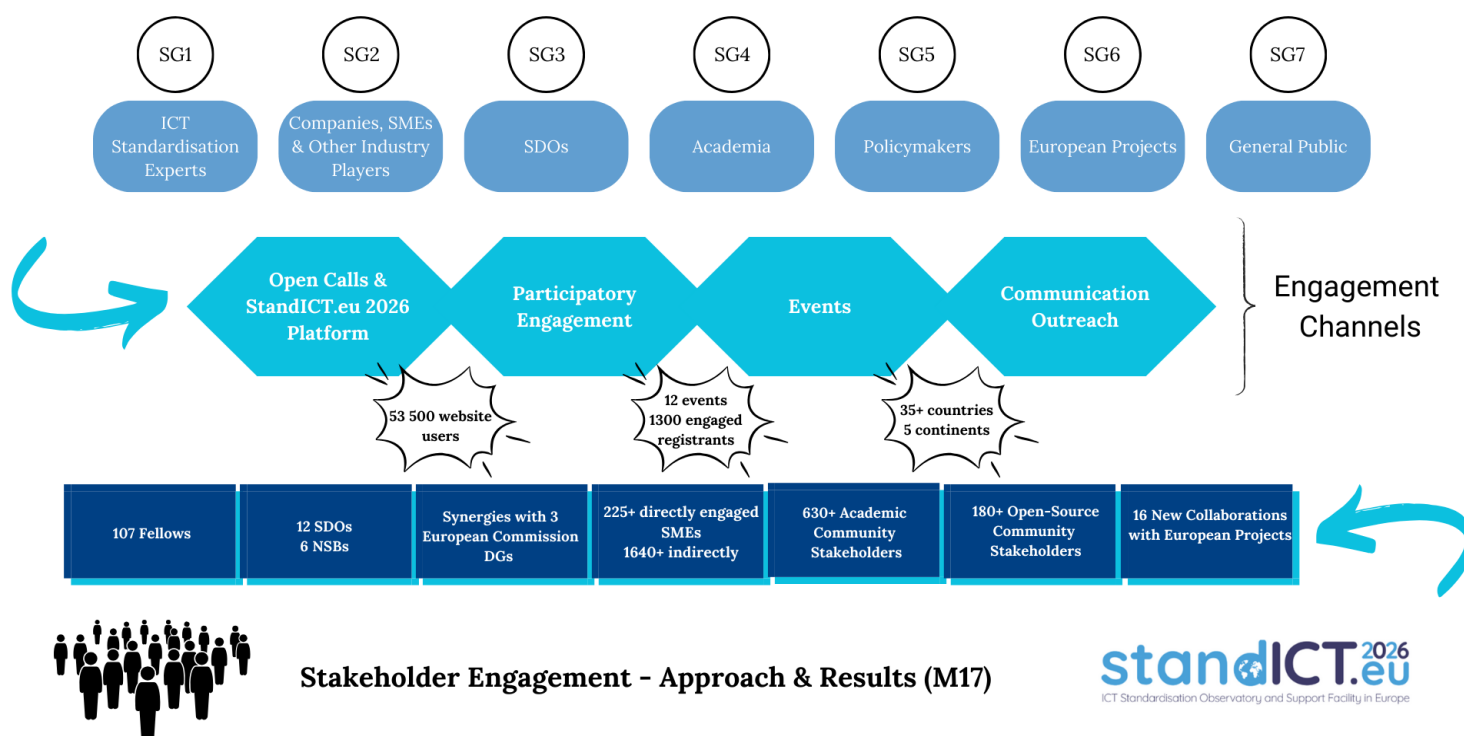 SG1
SG2
SG3
SG4
SG5
SG6
SG7
ICT
Standardisation
Experts
Companies, SMEs
& Other Industry
Players
SDOs
Academia
Policymakers
European Projects
General Public
Open Calls &
StandICT.eu 2026
Platform
Participatory
Engagement
Events
Communication
Outreach
Engagement
Channels
53 500 website
users
12 events
1300 engaged
registrants
35+ countries
5 continents
107 Fellows
12 SDOs
6 NSBs
Synergies with 3
European Commission
DGs
225+ directly engaged
SMEs
1640+ indirectly
630+ Academic
Community
Stakeholders
180+ Open-Source
Community
Stakeholders
16 New Collaborations
with European Projects
Stakeholder Engagement - Approach & Results (M17)
standICT.eu 2026
ICT Standardisation Observatory and Support Facility in Europe